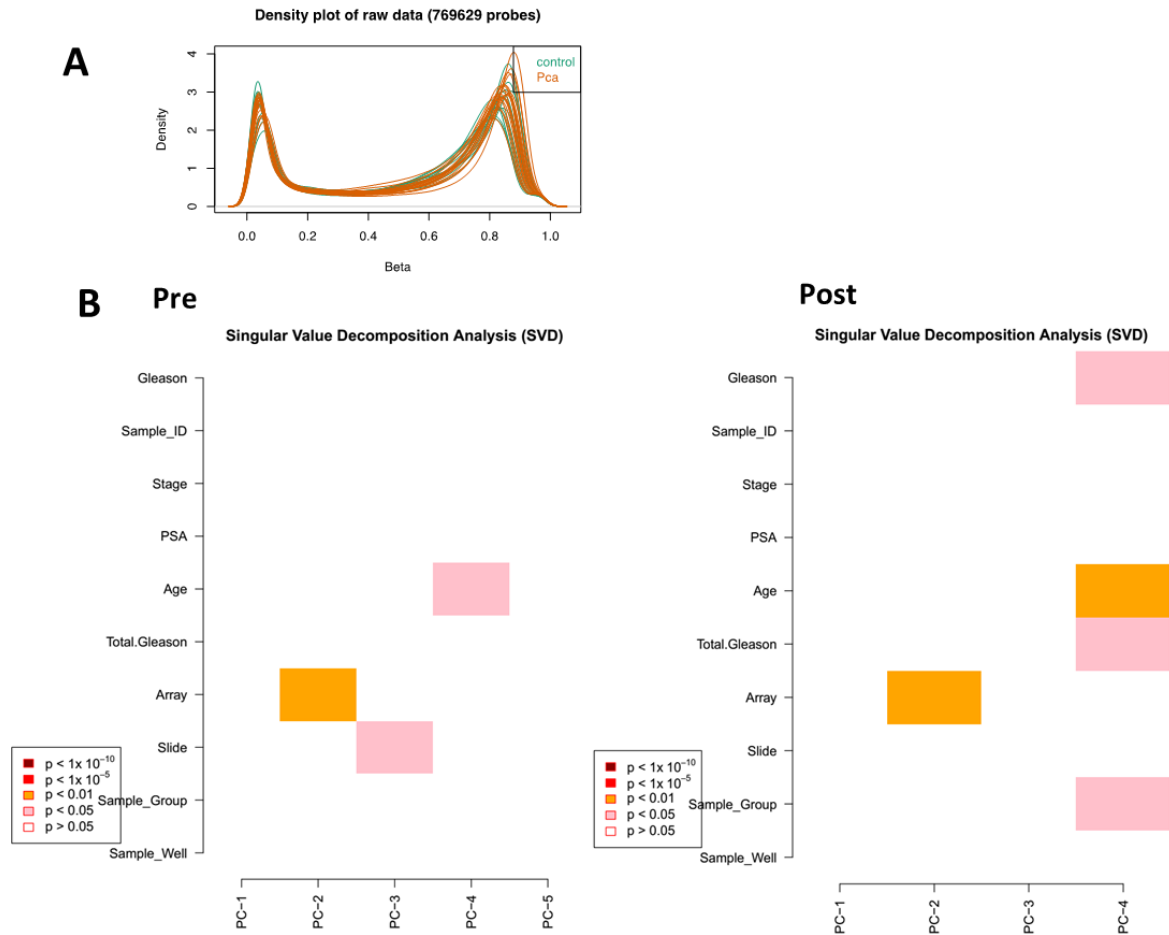 A
Density plot of raw data (769629 probes)
Density
0
1
2
3
4
control
Pca
0.0
0.2
0.4
0.6
0.8
1.0
Beta
B
Pre
Singular Value Decomposition Analysis (SVD)
Gleason
Sample_ID
Stage
PSA
Age
Total.Gleason
Array
Slide
Sample_Group
Sample_Well
p < 1x 10⁻¹⁰
p < 1x 10⁻⁵
p < 0.01
p < 0.05
p > 0.05
PC-1
PC-2
PC-3
PC-4
PC-5
Post
Singular Value Decomposition Analysis (SVD)
Gleason
Sample_ID
Stage
PSA
Age
Total.Gleason
Array
Slide
Sample_Group
Sample_Well
p < 1x 10⁻¹⁰
p < 1x 10⁻⁵
p < 0.01
p < 0.05
p > 0.05
PC-1
PC-2
PC-3
PC-4